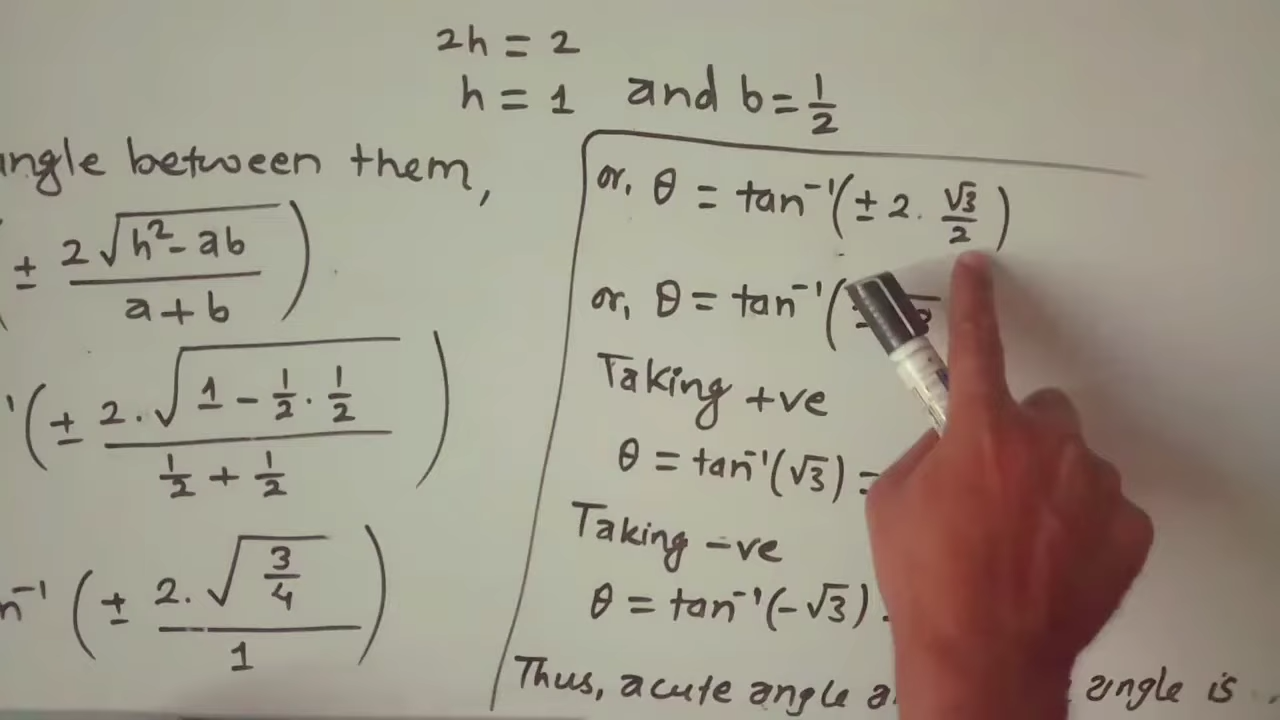 2h = 2
h = 1 and b = 1/2
angle between them,
± 2√(h² - ab) / (a + b) )
⁻¹( ± 2.√(1 - 1/2 . 1/2) / (1/2 + 1/2) )
n⁻¹ ( ± 2.√(3/4) / 1 )
or, θ = tan⁻¹( ± 2. √3/2 )
or, θ = tan⁻¹(
Taking +ve
θ = tan⁻¹(√3) =
Taking -ve
θ = tan⁻¹(-√3)
Thus, acute angle angle is